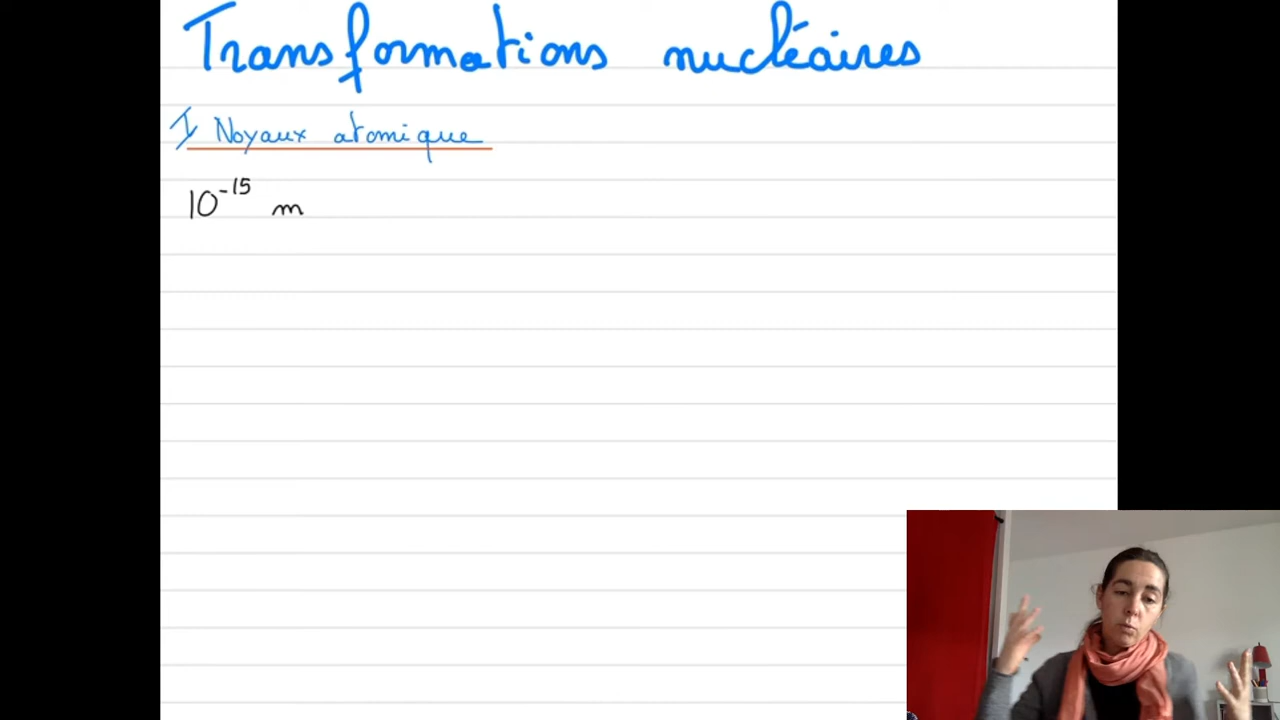 Transformations nucléaires
I Noyaux atomique
10⁻¹⁵ m